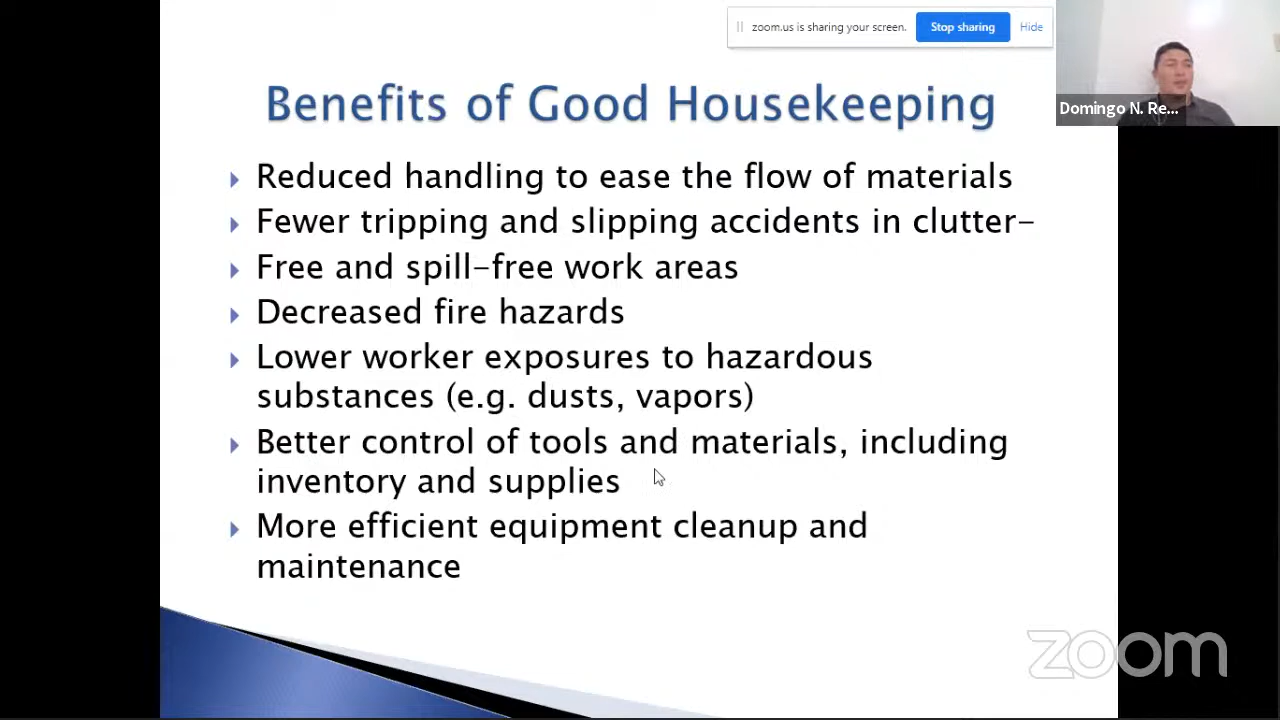 zoom.us is sharing your screen. Stop sharing Hide
Domingo N. Re...
Benefits of Good Housekeeping
Reduced handling to ease the flow of materials
Fewer tripping and slipping accidents in clutter-
Free and spill-free work areas
Decreased fire hazards
Lower worker exposures to hazardous
substances (e.g. dusts, vapors)
Better control of tools and materials, including
inventory and supplies
More efficient equipment cleanup and
maintenance
zoom